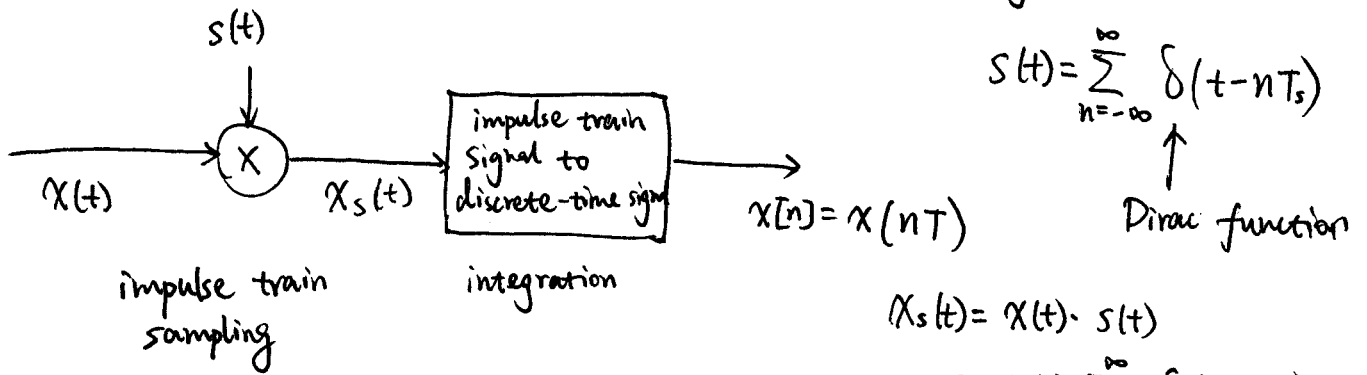 s(t)
s(t) = ∑_{n=-∞}^{∞} δ(t-nT_s)
X
impulse train
signal to
discrete-time sign
x(t)
x_s(t)
x[n] = x(nT)
Dirac function
impulse train
sampling
integration
x_s(t) = x(t)· s(t)